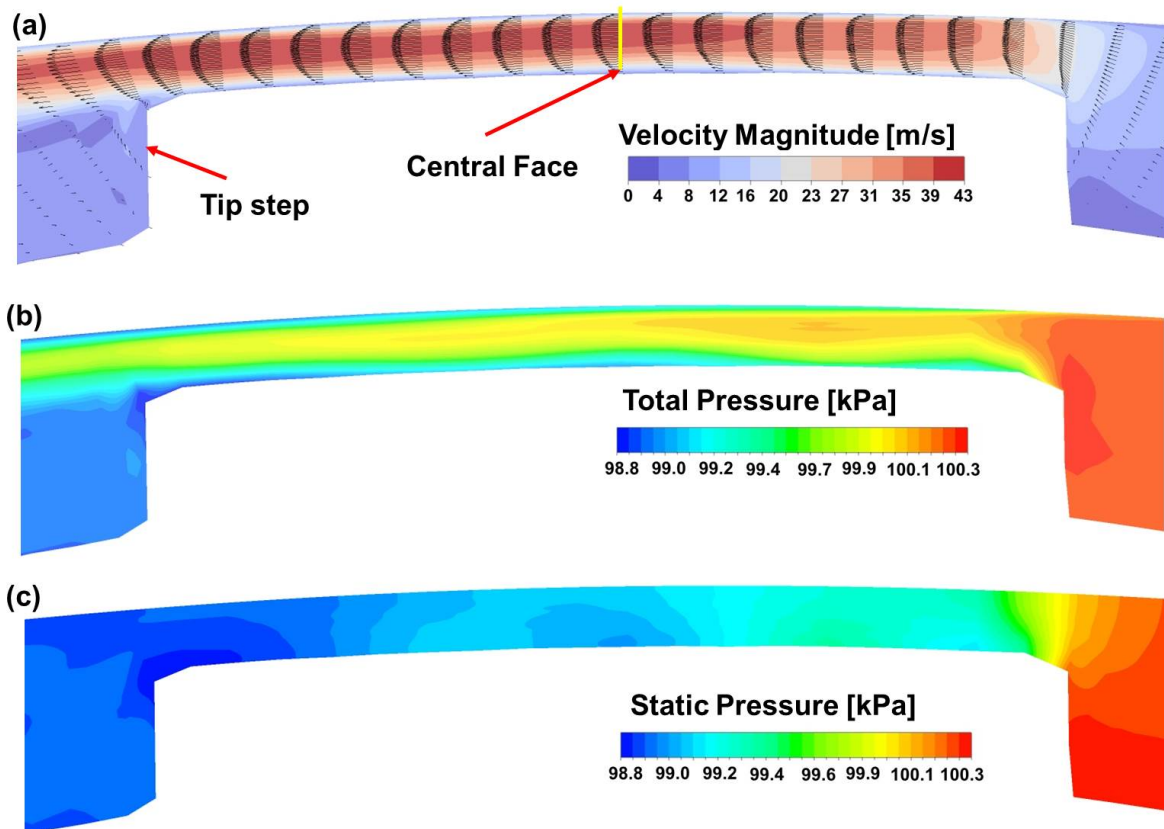 (a)
Velocity Magnitude [m/s]
Central Face
0 4 8 12 16 20 23 27 31 35 39 43
Tip step
(b)
Total Pressure [kPa]
98.8 99.0 99.2 99.4 99.7 99.9 100.1 100.3
(c)
Static Pressure [kPa]
98.8 99.0 99.2 99.4 99.6 99.9 100.1 100.3